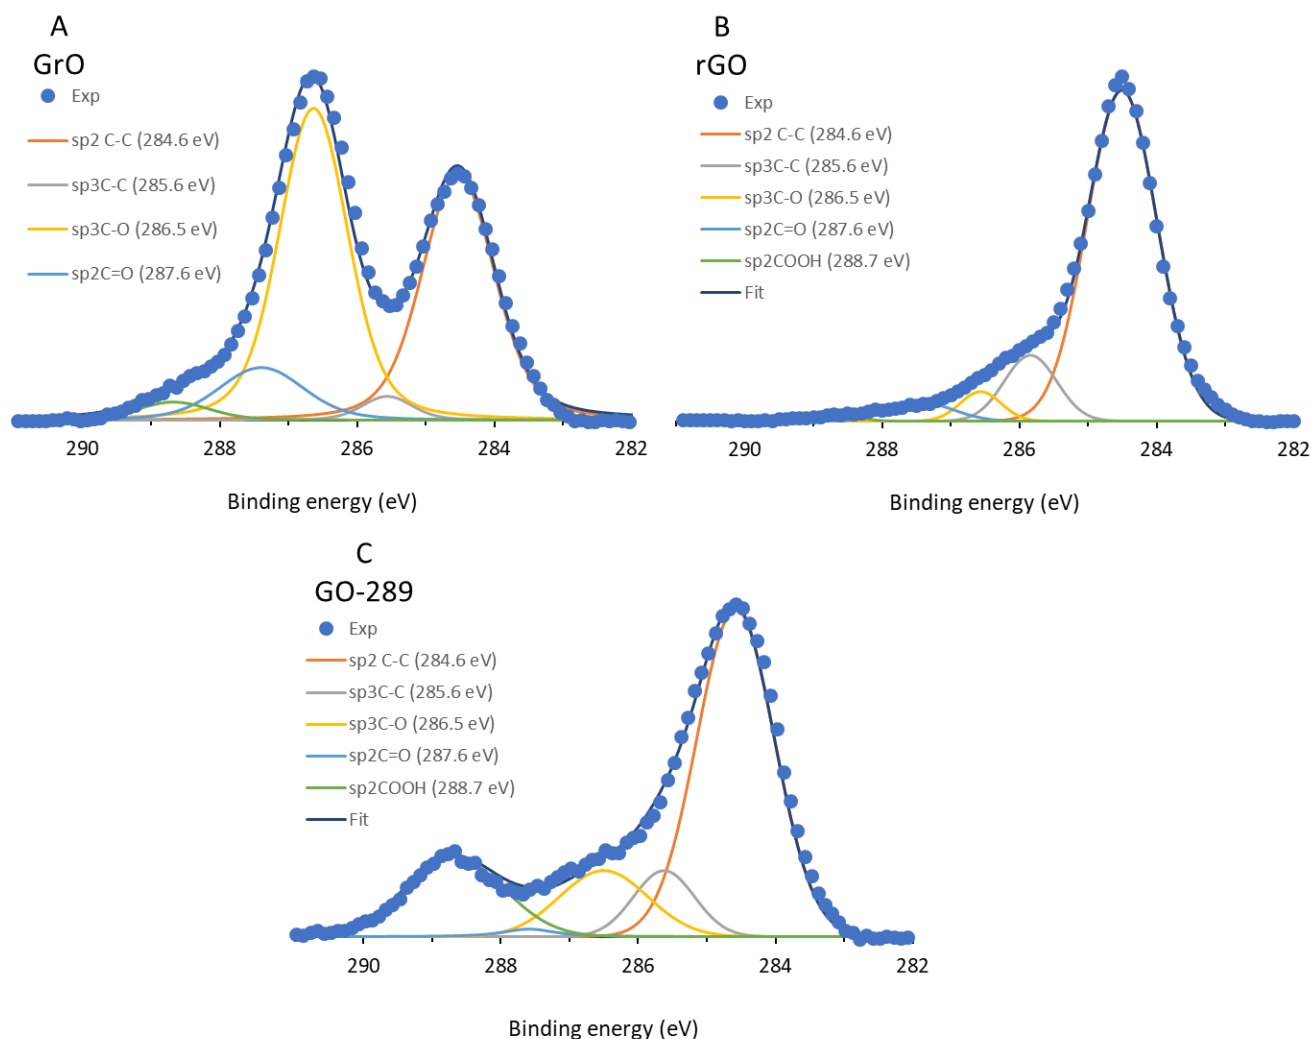 A
GrO
Exp
sp2 C-C (284.6 eV)
sp3C-C (285.6 eV)
sp3C-O (286.5 eV)
sp2C=O (287.6 eV)
290
288
286
284
282
Binding energy (eV)
B
rGO
Exp
sp2 C-C (284.6 eV)
sp3C-C (285.6 eV)
sp3C-O (286.5 eV)
sp2C=O (287.6 eV)
sp2COOH (288.7 eV)
Fit
290
288
286
284
282
Binding energy (eV)
C
GO-289
Exp
sp2 C-C (284.6 eV)
sp3C-C (285.6 eV)
sp3C-O (286.5 eV)
sp2C=O (287.6 eV)
sp2COOH (288.7 eV)
Fit
290
288
286
284
282
Binding energy (eV)